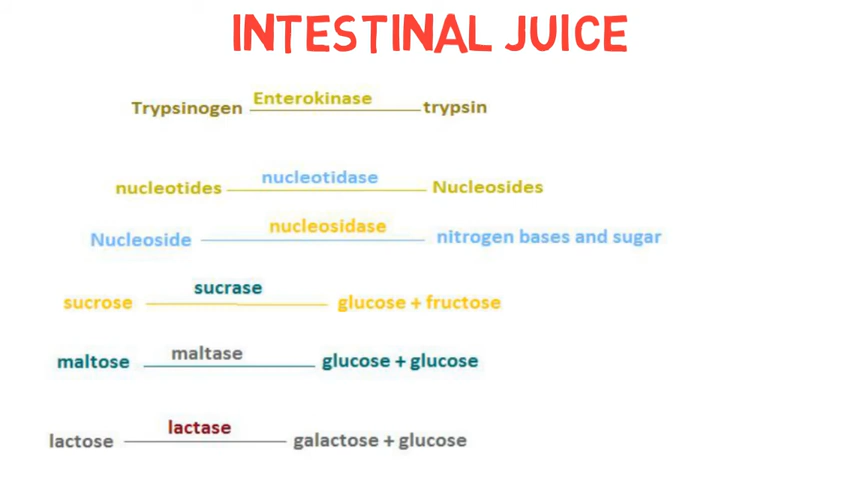 INTESTINAL JUICE
Enterokinase
Trypsinogen trypsin
nucleotidase
nucleotides Nucleosides
nucleosidase
Nucleoside nitrogen bases and sugar
sucrase
sucrose glucose + fructose
maltase
maltose glucose + glucose
lactase
lactose galactose + glucose